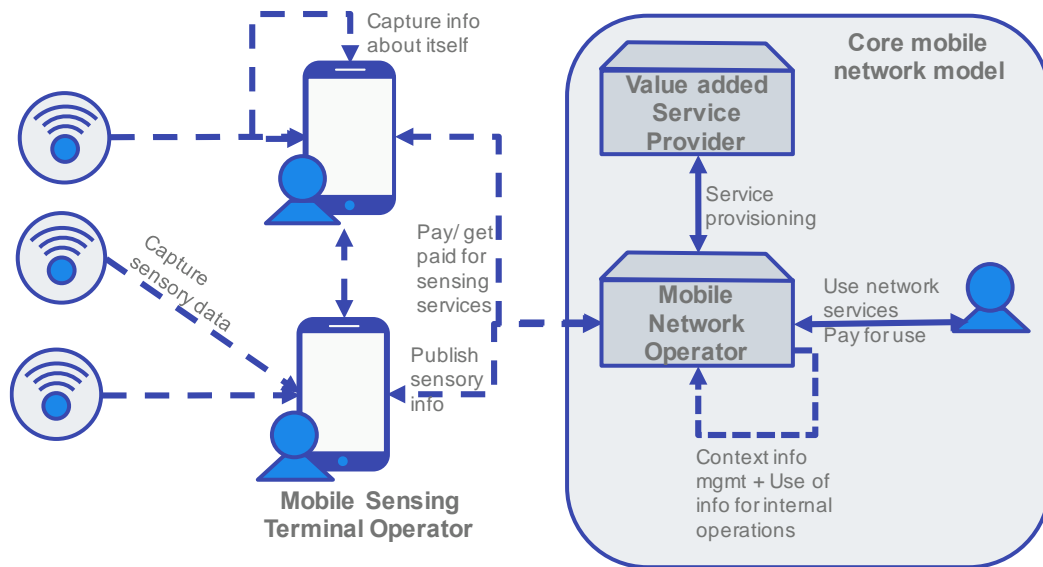 Capture info
about itself
Core mobile
network model
Value added
Service
Provider
Service
provisioning
Capture
sensory data
Pay/ get
paid for
sensing
services
Mobile
Network
Operator
Use network
services
Pay for use
Publish
sensory
info
Context info
mgmt + Use of
info for internal
operations
Mobile Sensing
Terminal Operator